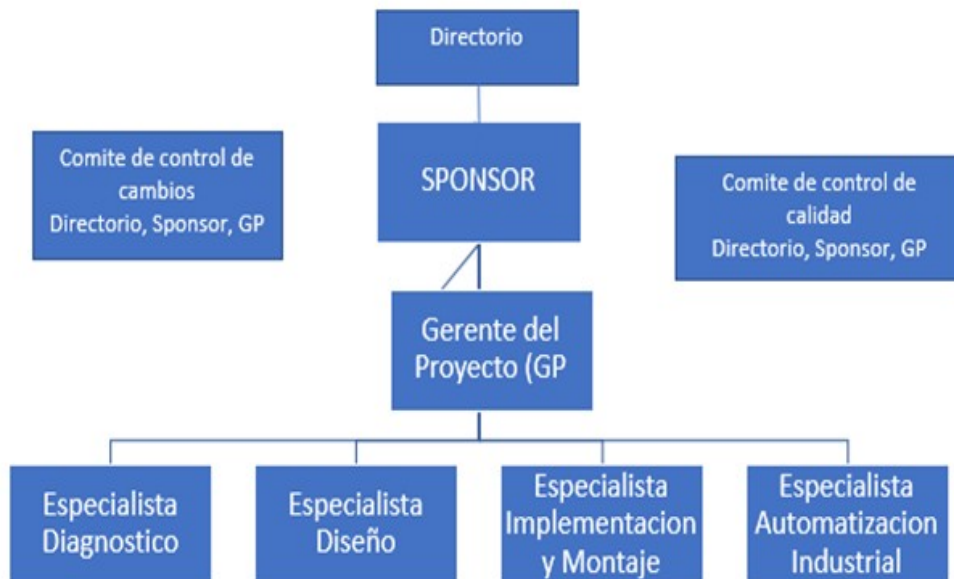 Directorio
SPONSOR
Comite de control de
cambios
Directorio, Sponsor, GP
Comite de control de
calidad
Directorio, Sponsor, GP
Gerente del
Proyecto (GP
Especialista
Diagnostico
Especialista
Diseño
Especialista
Implementacion
y Montaje
Especialista
Automatizacion
Industrial